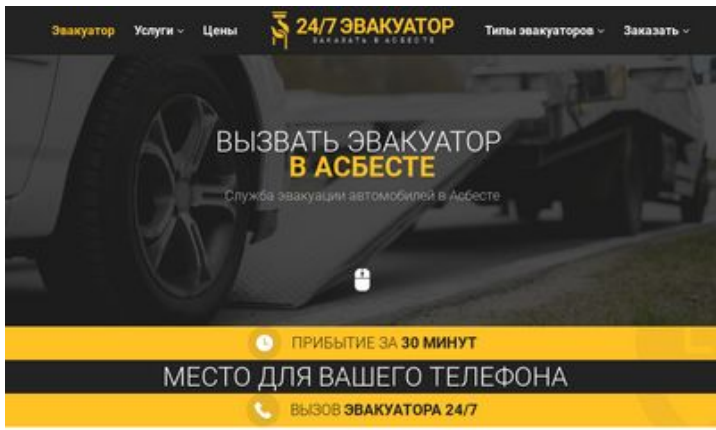 Эвакуатор Услуги Цены 24/7 ЭВАКУАТОР Типы эвакуаторов Заказать
ЗАКАЗАТЬ В АСБЕСТЕ
ВЫЗВАТЬ ЭВАКУАТОР
В АСБЕСТЕ
Служба эвакуации автомобилей в Асбесте
ПРИБЫТИЕ ЗА 30 МИНУТ
МЕСТО ДЛЯ ВАШЕГО ТЕЛЕФОНА
ВЫЗОВ ЭВАКУАТОРА 24/7